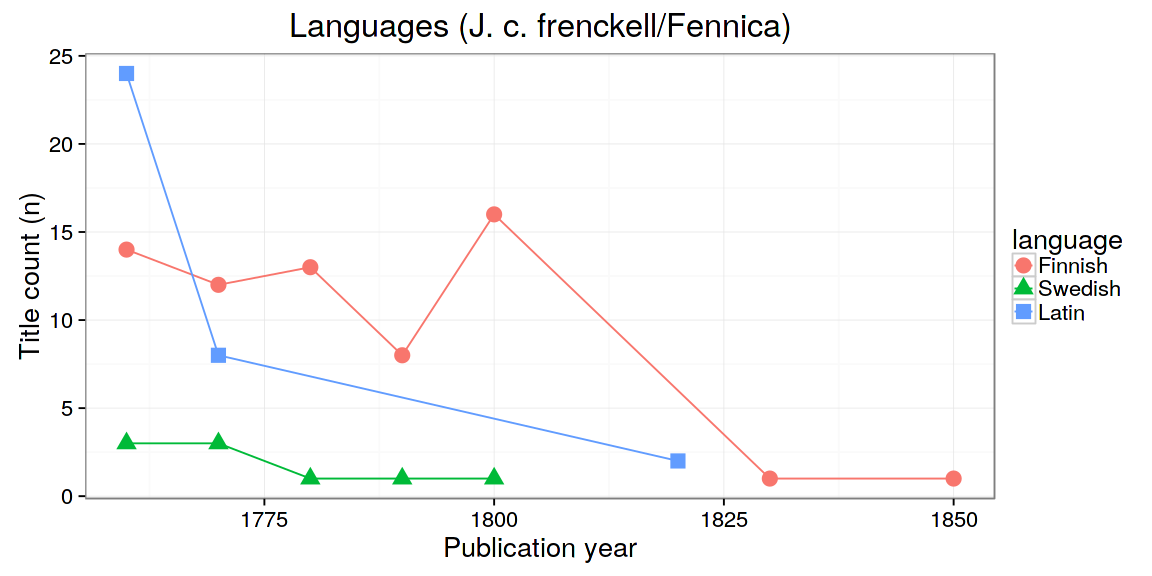 Languages (J. c. frenckell/Fennica)
25
20
15
10
5
0
Title count (n)
1775 1800 1825 1850
Publication year
language
Finnish
Swedish
Latin